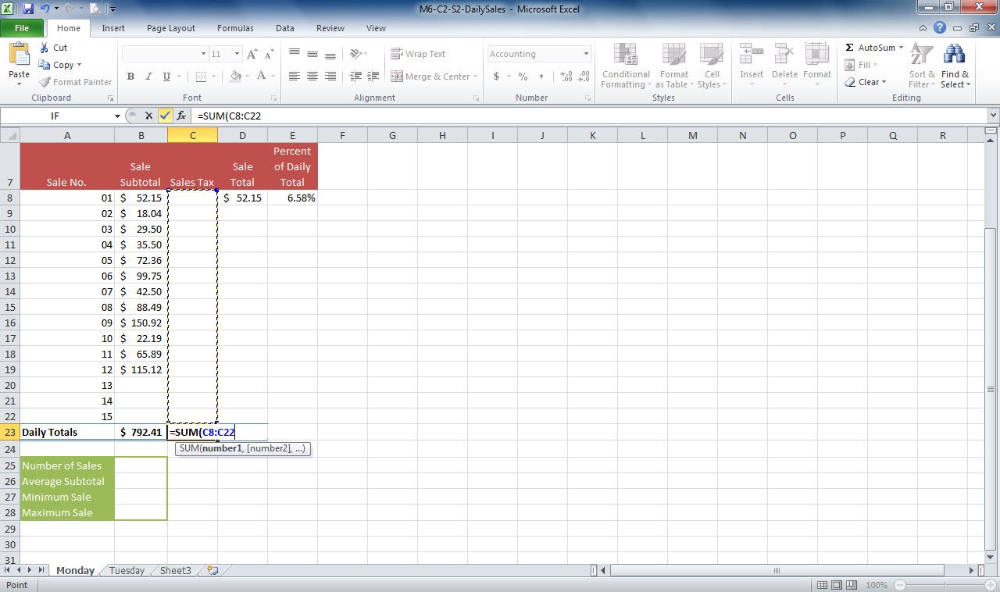 M6-C2-S2-DailySales - Microsoft Excel
File Home Insert Page Layout Formulas Data Review View
Paste Cut Copy Format Painter
11
B I U A
Wrap Text
Merge & Center
Accounting
$ % ,
Conditional Formatting
Format as Table
Cell Styles
Insert Delete Format
Σ AutoSum
Fill
Clear
Sort & Filter
Find & Select
Clipboard Font Alignment Number Styles Cells Editing
IF fx =SUM(C8:C22
A B C D E F G H I J K L M N O P Q R
7 Sale No. Sale Subtotal Sales Tax Sale Total Percent of Daily Total
8 01 $ 52.15 $ 52.15 6.58%
9 02 $ 18.04
10 03 $ 29.50
11 04 $ 35.50
12 05 $ 72.36
13 06 $ 99.75
14 07 $ 42.50
15 08 $ 88.49
16 09 $ 150.92
17 10 $ 22.19
18 11 $ 65.89
19 12 $ 115.12
20 13
21 14
22 15
23 Daily Totals $ 792.41 =SUM(C8:C22
SUM(number1, [number2], ...)
24
25 Number of Sales
26 Average Subtotal
27 Minimum Sale
28 Maximum Sale
29
30
31
Monday Tuesday Sheet3
Point 100%